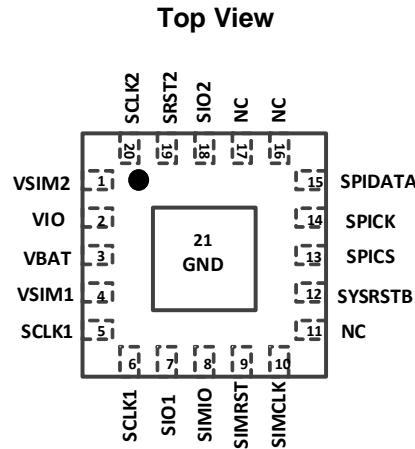 Top View
SCLK2
SRST2
SIO2
NC
NC
20
19
18
17
16
VSIM2 1
VIO 2
VBAT 3
VSIM1 4
SCLK1 5
15 SPIDATA
14 SPICK
13 SPICS
12 SYSRSTB
11 NC
21
GND
6
7
8
9
10
SCLK1
SIO1
SIMIO
SIMRST
SIMCLK